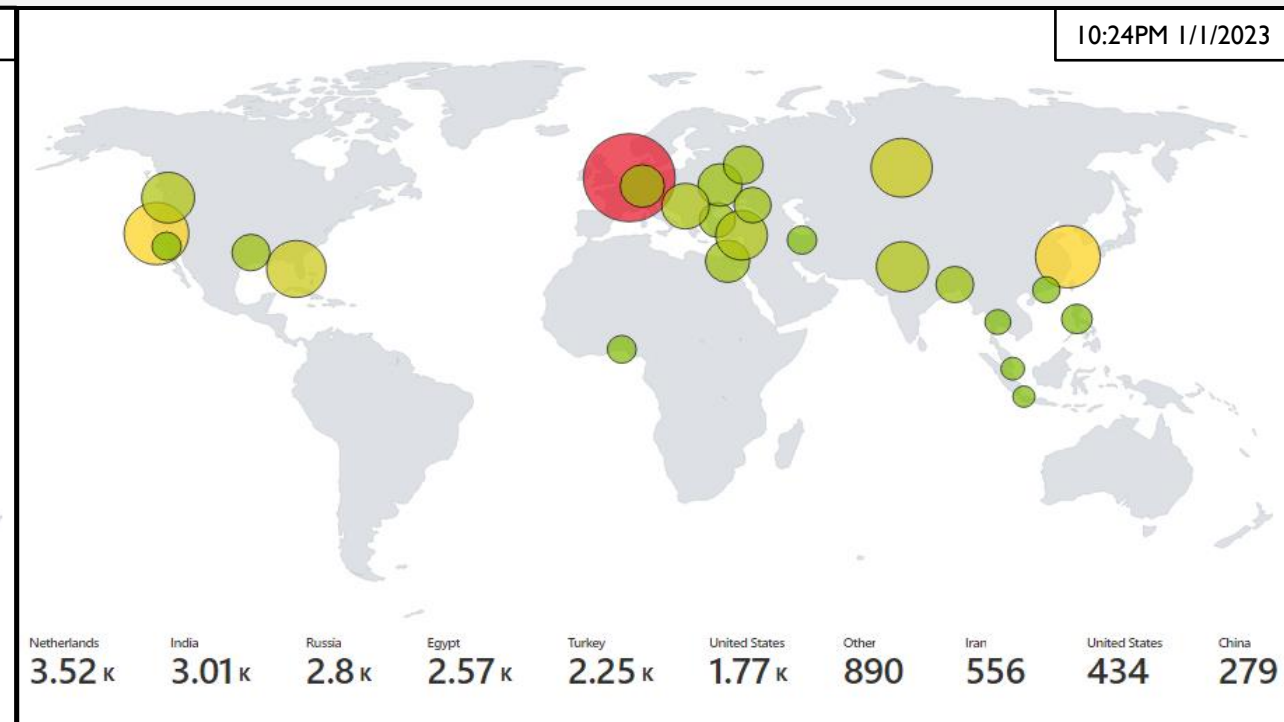 10:24PM 1/1/2023
Netherlands India Russia Egypt Turkey United States Other Iran United States China
3.52 K 3.01 K 2.8 K 2.57 K 2.25 K 1.77 K 890 556 434 279